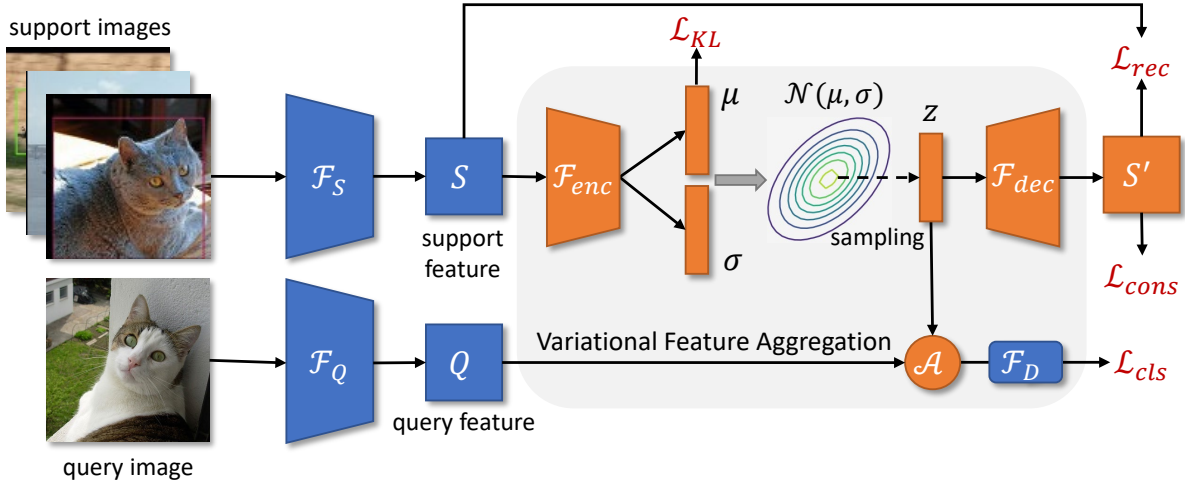 support images
ℒ_KL
μ
𝒩(μ, σ)
z
ℒ_rec
ℱ_S
S
ℱ_enc
ℱ_dec
S′
support
feature
σ
sampling
ℒ_cons
ℱ_Q
Q
Variational Feature Aggregation
𝒜
ℱ_D
ℒ_cls
query feature
query image